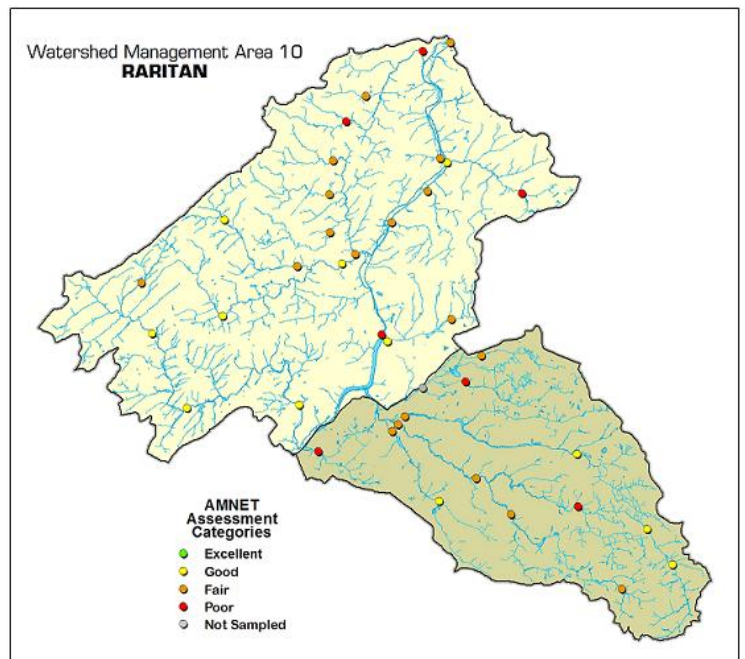 Watershed Management Area 10
RARITAN
AMNET
Assessment
Categories
Excellent
Good
Fair
Poor
Not Sampled